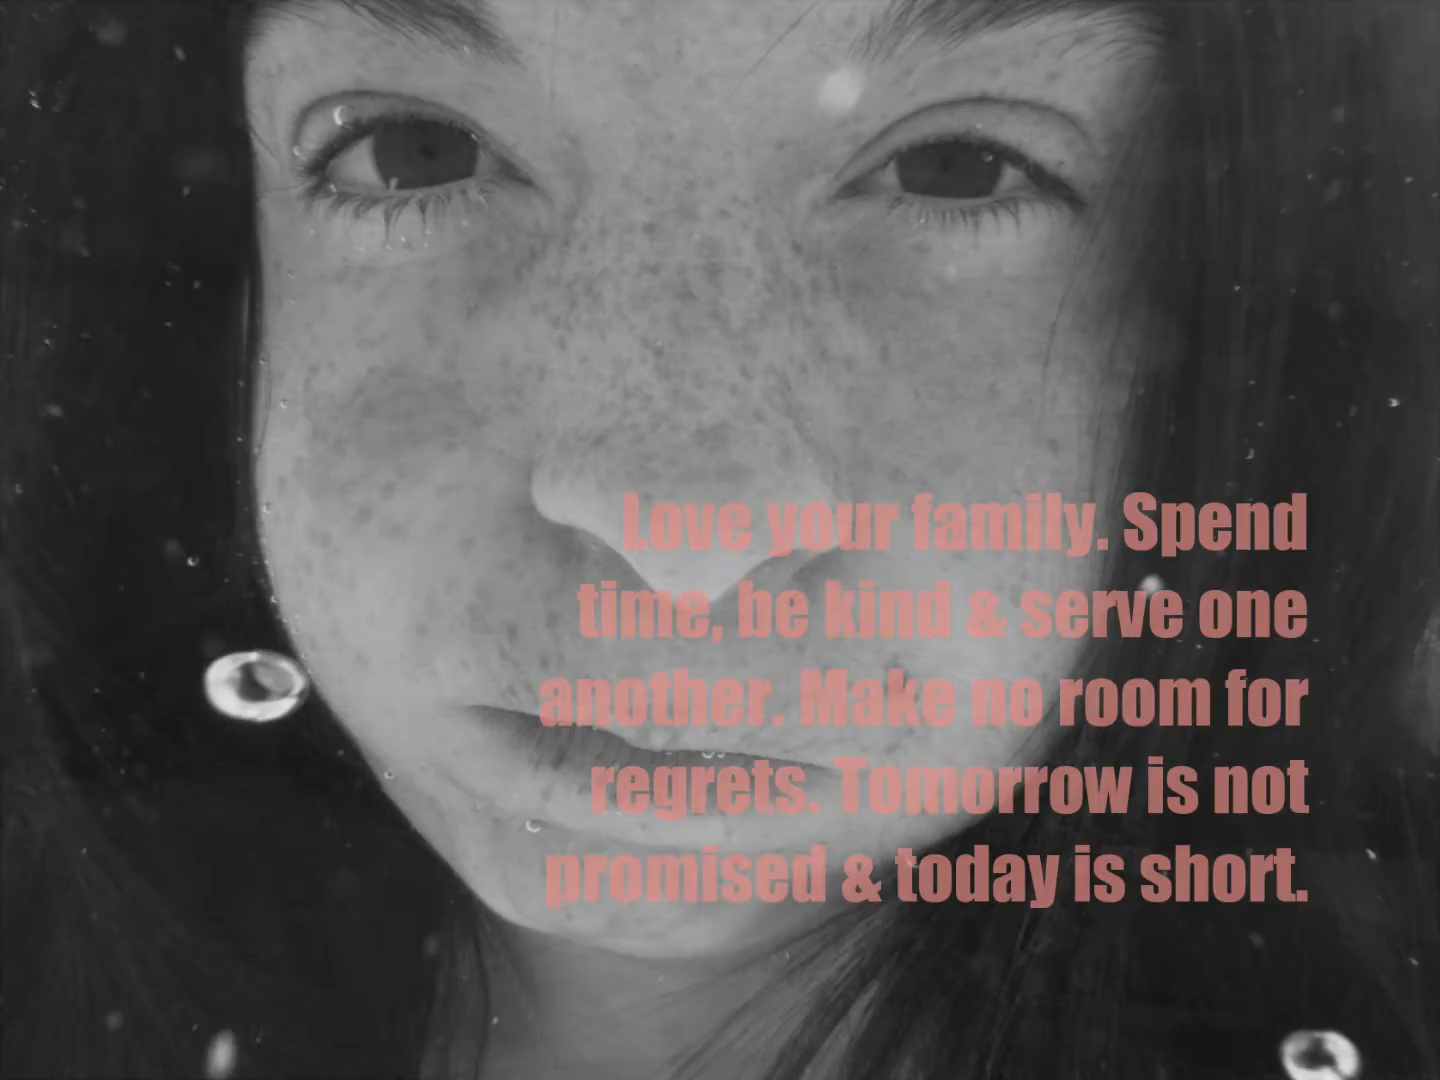 Love your family. Spend
time, be kind & serve one
another. Make no room for
regrets. Tomorrow is not
promised & today is short.